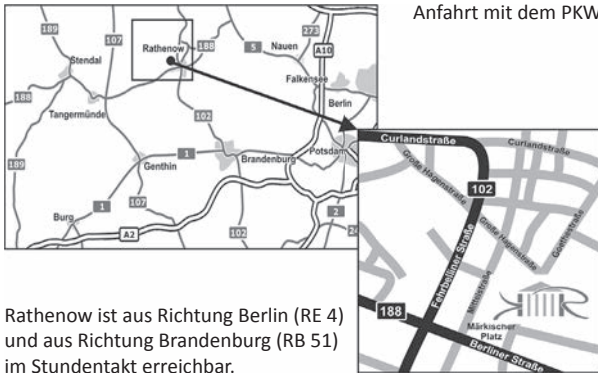 Anfahrt mit dem PKW
189
107
Rathenow
188
5
Nauen
273
A10
Stendal
Falkensee
Berlin
188
Tangermünde
102
Potsdam
189
Genthin
1
Brandenburg
107
1
Burg
A2
102
2
Curlandstraße
Curlandstraße
Große Hagenstraße
102
Große Hagenstraße
Goethestraße
Fehrbelliner Straße
Mittelstraße
188
Märkischer
Platz
Berliner Straße
Rathenow ist aus Richtung Berlin (RE 4)
und aus Richtung Brandenburg (RB 51)
im Stundentakt erreichbar.